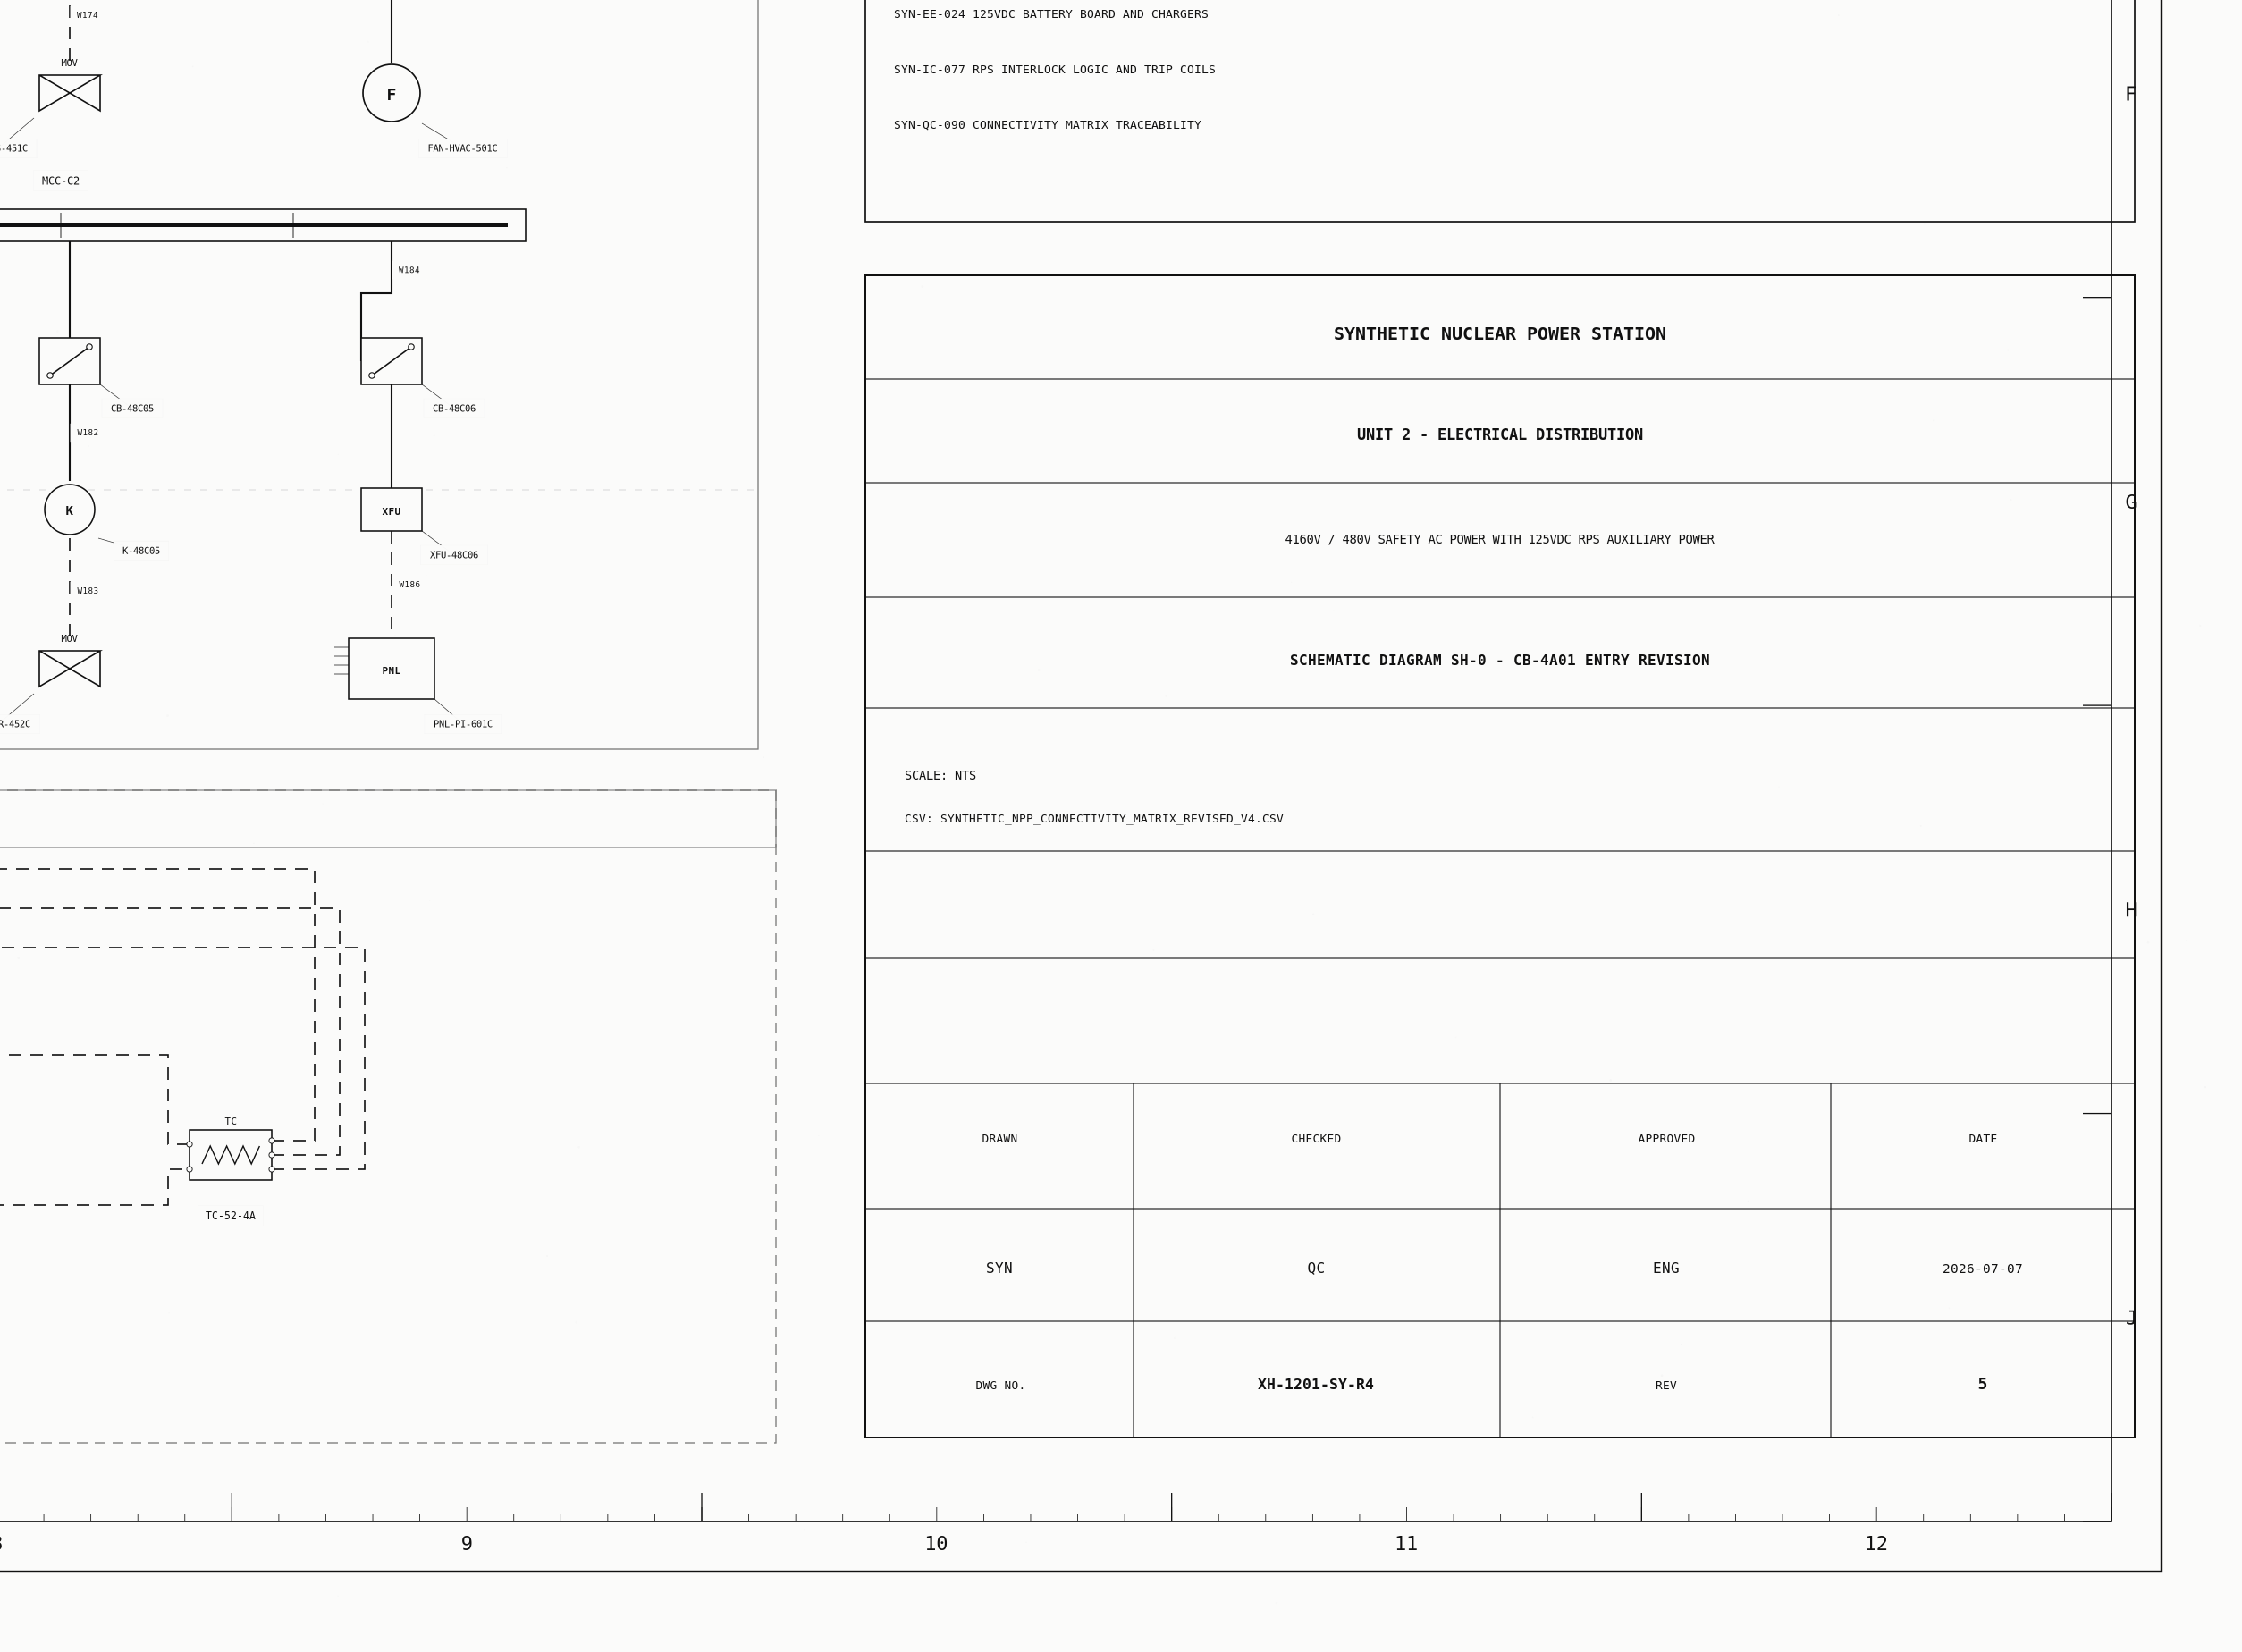 W174
MOV
-451C
F
FAN-HVAC-501C
MCC-C2
W184
CB-48C05
CB-48C06
W182
K
XFU
K-48C05
XFU-48C06
W183
W186
MOV
PNL
R-452C
PNL-PI-601C
TC
TC-52-4A
SYN-EE-024 125VDC BATTERY BOARD AND CHARGERS
SYN-IC-077 RPS INTERLOCK LOGIC AND TRIP COILS
SYN-QC-090 CONNECTIVITY MATRIX TRACEABILITY
SYNTHETIC NUCLEAR POWER STATION
UNIT 2 - ELECTRICAL DISTRIBUTION
4160V / 480V SAFETY AC POWER WITH 125VDC RPS AUXILIARY POWER
SCHEMATIC DIAGRAM SH-0 - CB-4A01 ENTRY REVISION
SCALE: NTS
CSV: SYNTHETIC_NPP_CONNECTIVITY_MATRIX_REVISED_V4.CSV
DRAWN CHECKED APPROVED DATE
SYN QC ENG 2026-07-07
DWG NO. XH-1201-SY-R4 REV 5
F
G
H
J
9 10 11 12